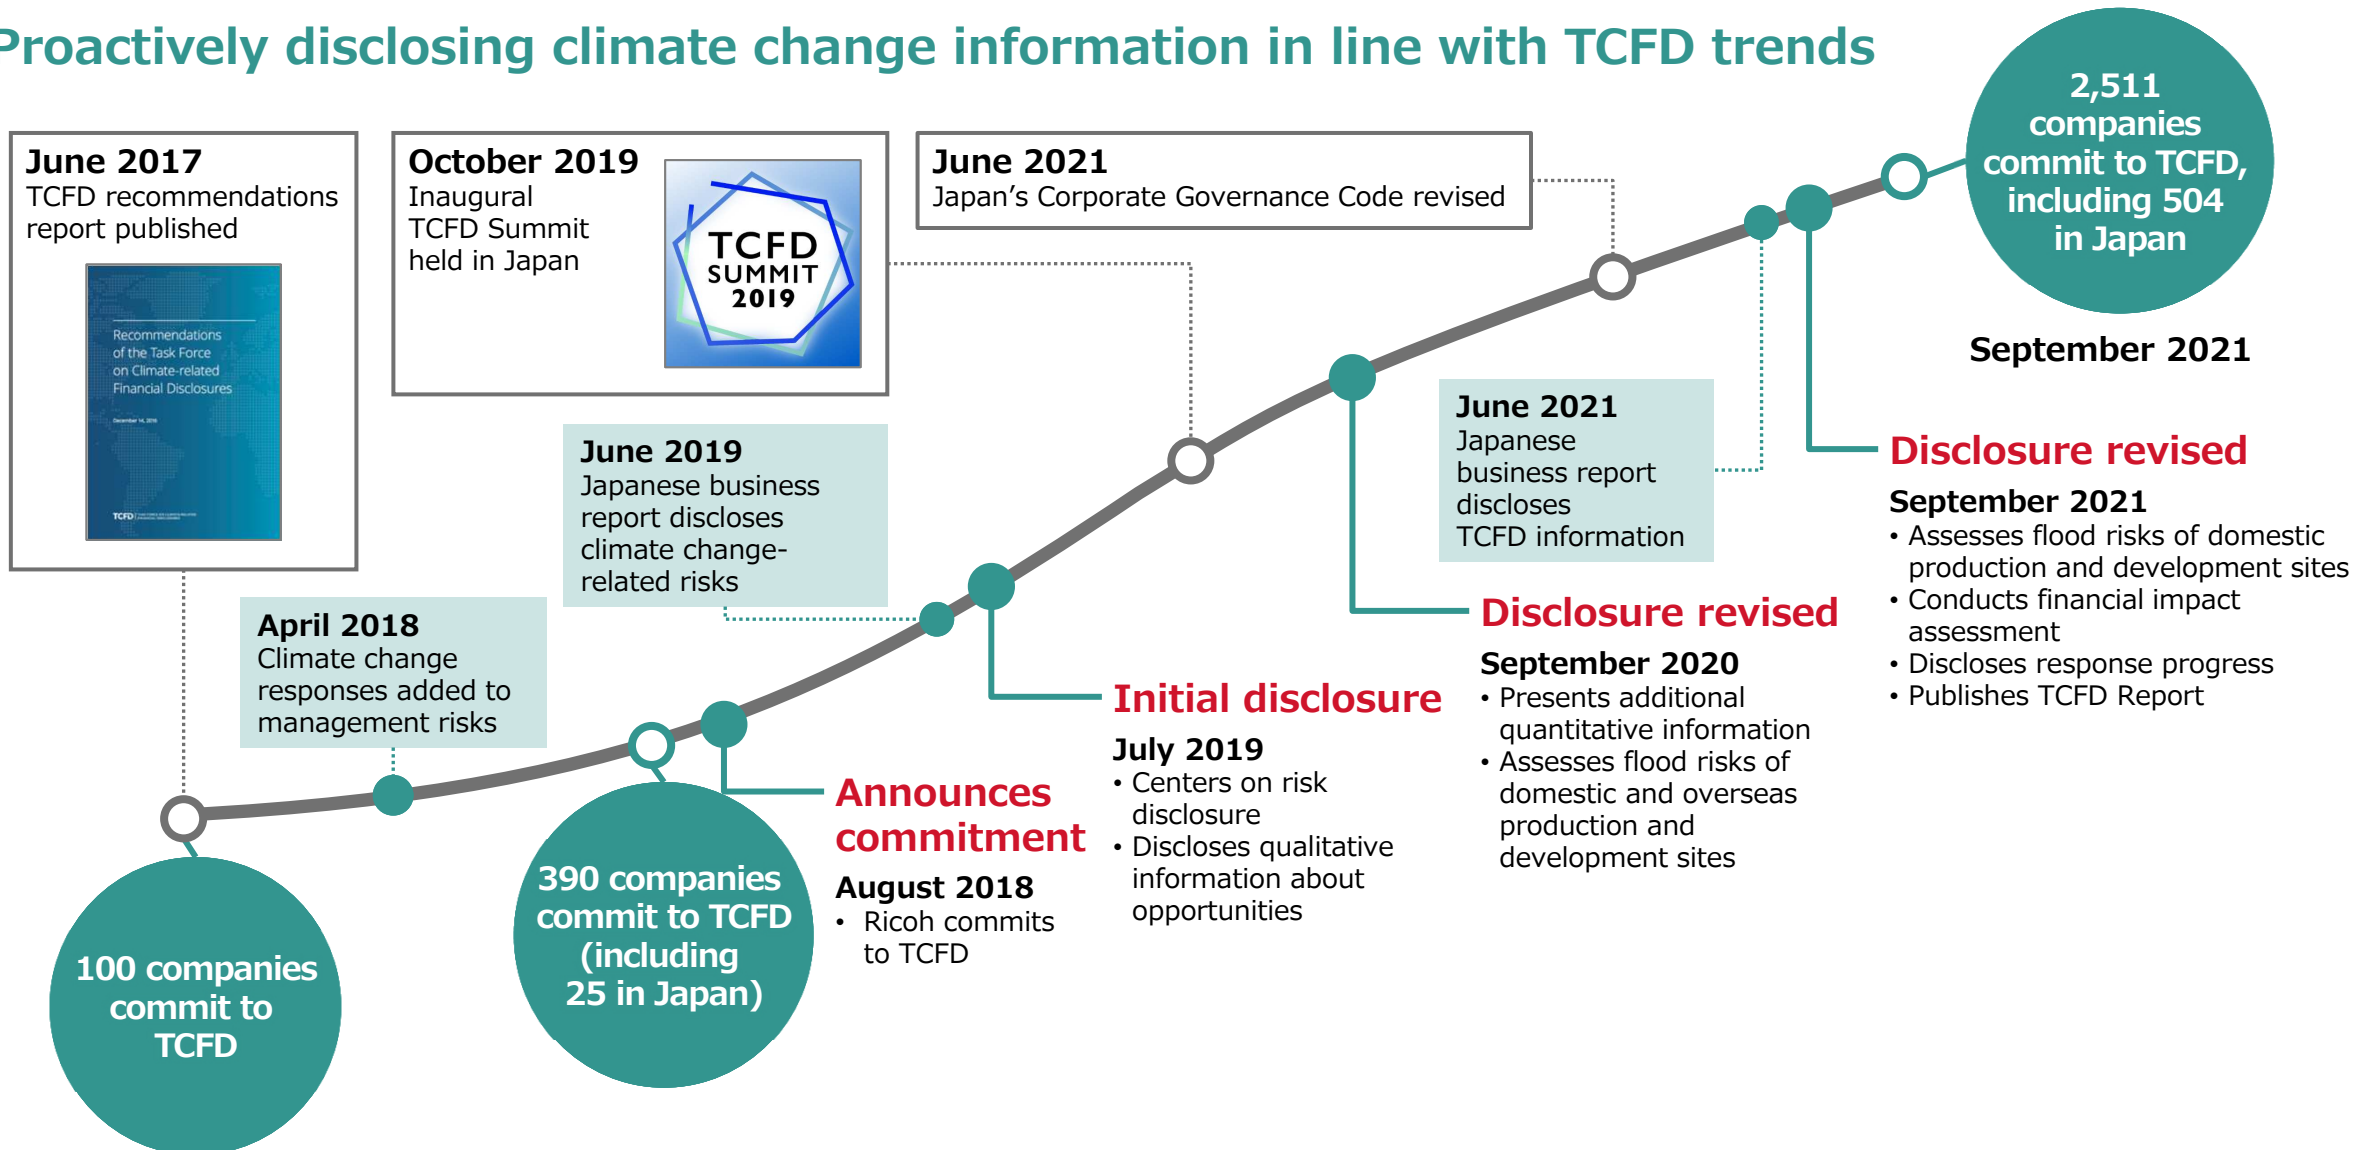 Proactively disclosing climate change information in line with TCFD trends
June 2017
TCFD recommendations
report published
Recommendations
of the Task Force
on Climate-related
Financial Disclosures
December 14, 2016
TCFD
October 2019
Inaugural
TCFD Summit
held in Japan
TCFD
SUMMIT
2019
June 2021
Japan’s Corporate Governance Code revised
2,511
companies
commit to TCFD,
including 504
in Japan
September 2021
April 2018
Climate change
responses added to
management risks
June 2019
Japanese business
report discloses
climate change-
related risks
June 2021
Japanese
business report
discloses
TCFD information
100 companies
commit to
TCFD
390 companies
commit to TCFD
(including
25 in Japan)
Announces
commitment
August 2018
• Ricoh commits
to TCFD
Initial disclosure
July 2019
• Centers on risk
disclosure
• Discloses qualitative
information about
opportunities
Disclosure revised
September 2020
• Presents additional
quantitative information
• Assesses flood risks of
domestic and overseas
production and
development sites
Disclosure revised
September 2021
• Assesses flood risks of domestic
production and development sites
• Conducts financial impact
assessment
• Discloses response progress
• Publishes TCFD Report